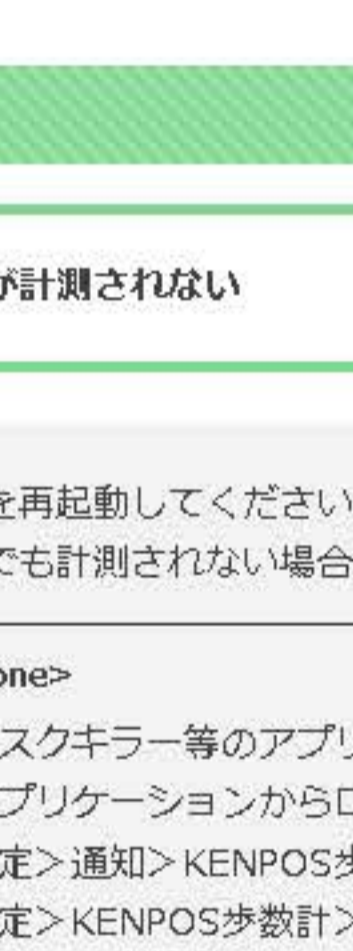 が計測されない
を再起動してください
でも計測されない場合
one>
スクキラー等のアプリ
プリケーションから
定＞通知＞KENPOS歩
定＞KENPOS歩数計＞